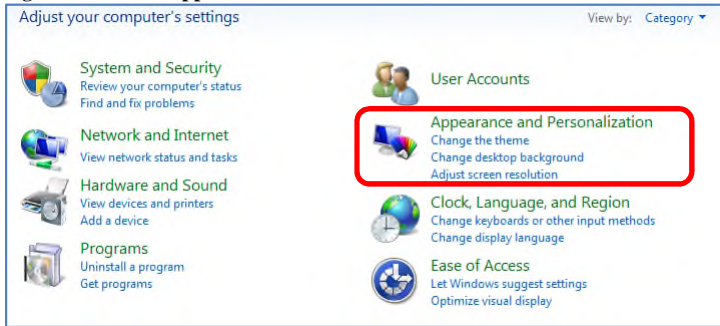 Adjust your computer's settings
View by: Category
System and Security
Review your computer's status
Find and fix problems
Network and Internet
View network status and tasks
Hardware and Sound
View devices and printers
Add a device
Programs
Uninstall a program
Get programs
User Accounts
Appearance and Personalization
Change the theme
Change desktop background
Adjust screen resolution
Clock, Language, and Region
Change keyboards or other input methods
Change display language
Ease of Access
Let Windows suggest settings
Optimize visual display